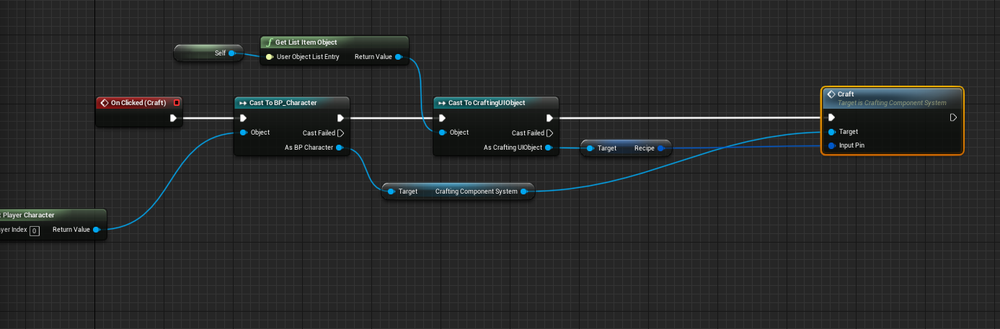 Self
f Get List Item Object
User Object List Entry Return Value
On Clicked (Craft)
Cast To BP_Character
Object Cast Failed
As BP Character
Cast To CraftingUIObject
Object Cast Failed
As Crafting UIObject
Target Recipe
Craft
Target is Crafting Component System
Target
Input Pin
Target Crafting Component System
t Player Character
ayer Index 0 Return Value